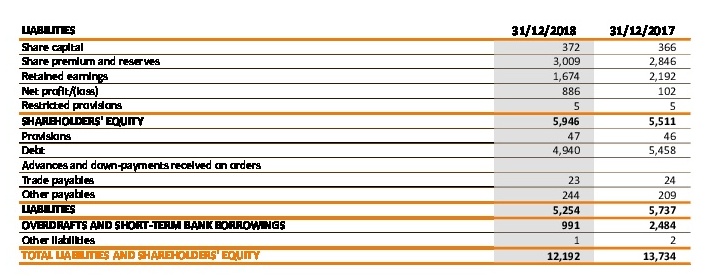 LIABILITIES 31/12/2018 31/12/2017
Share capital 372 366
Share premium and reserves 3,009 2,846
Retained earnings 1,674 2,192
Net profit/(loss) 886 102
Restricted provisions 5 5
SHAREHOLDERS' EQUITY 5,946 5,511
Provisions 47 46
Debt 4,940 5,458
Advances and down-payments received on orders
Trade payables 23 24
Other payables 244 209
LIABILITIES 5,254 5,737
OVERDRAFTS AND SHORT-TERM BANK BORROWINGS 991 2,484
Other liabilities 1 2
TOTAL LIABILITIES AND SHAREHOLDERS' EQUITY 12,192 13,734